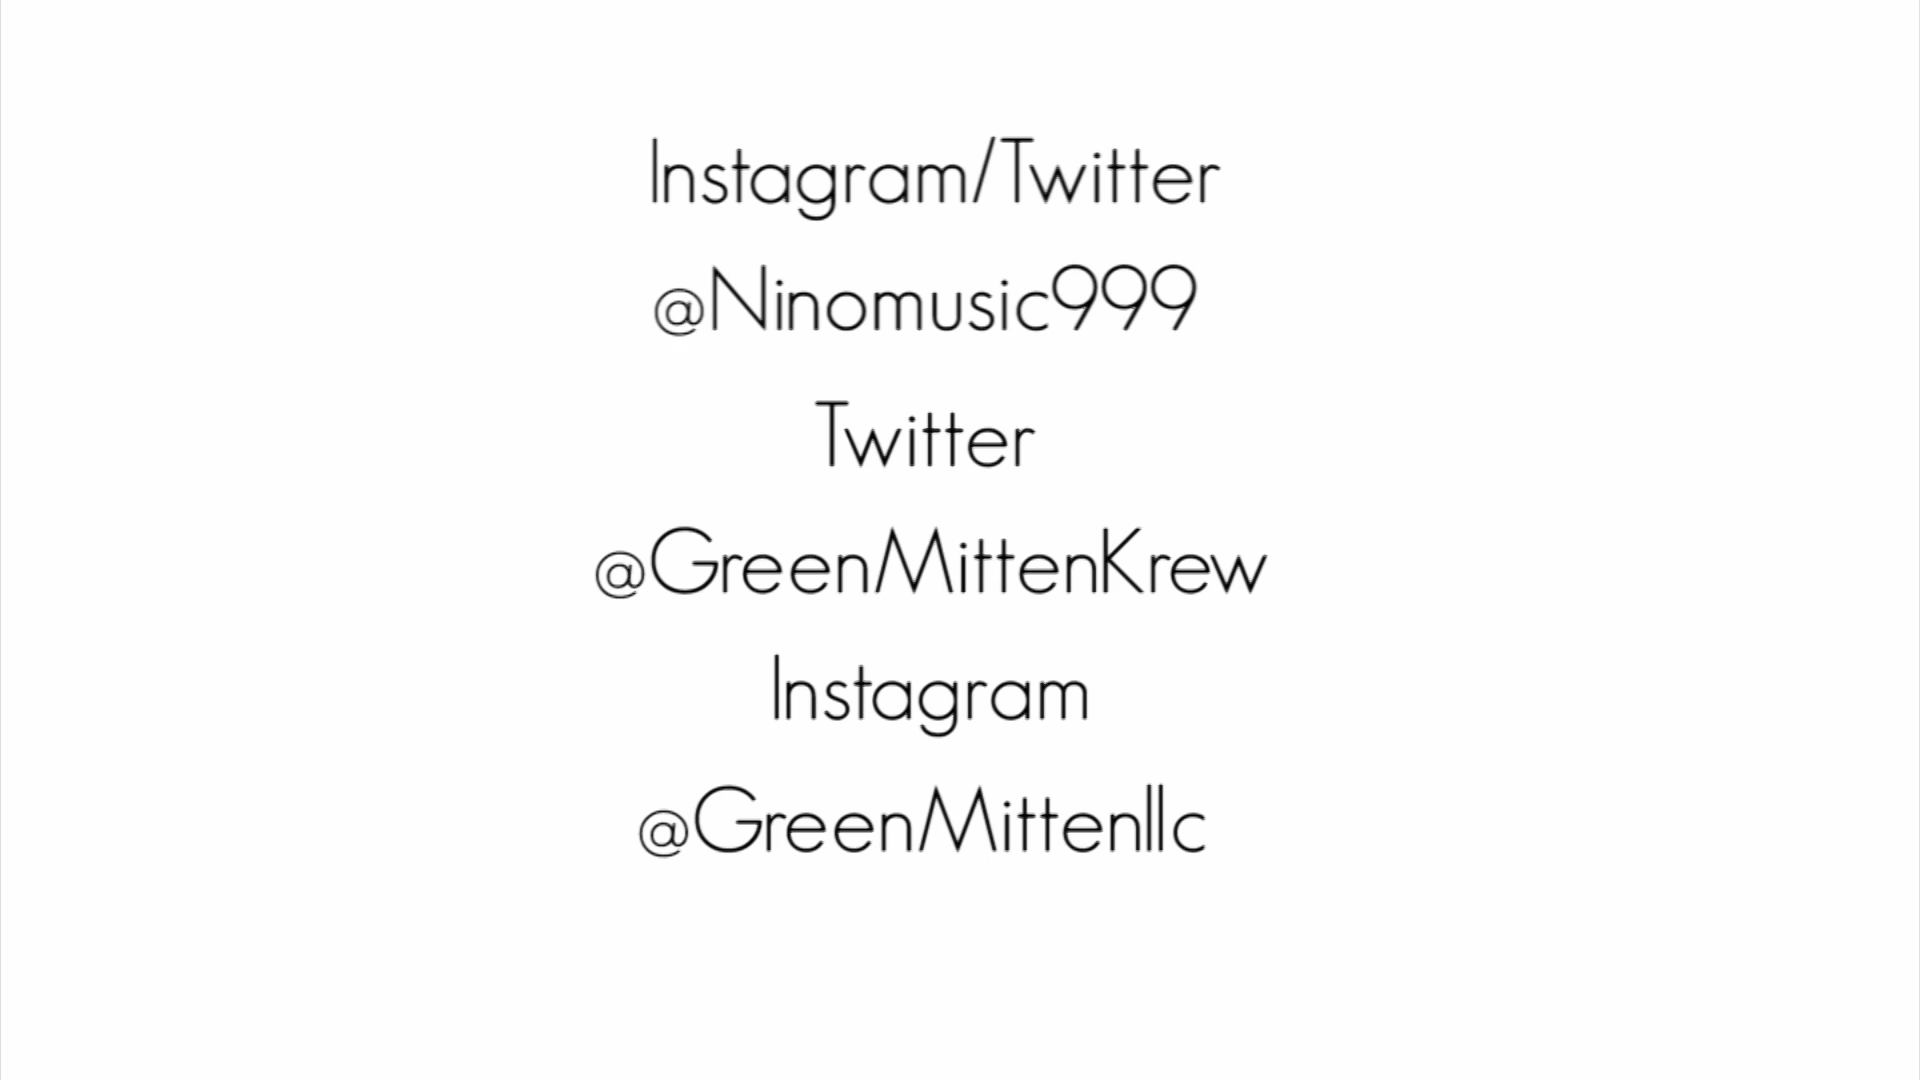 Instagram/Twitter
@Ninomusic999
Twitter
@GreenMittenKrew
Instagram
@GreenMittenllc